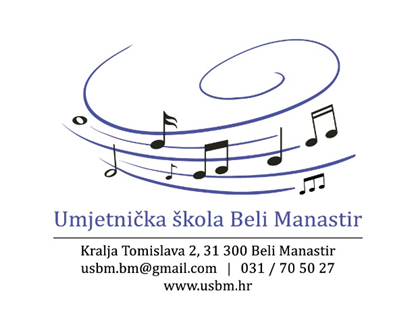 Umjetnička škola Beli Manastir
Kralja Tomislava 2, 31 300 Beli Manastir
usbm.bm@gmail.com | 031 / 70 50 27
www.usbm.hr